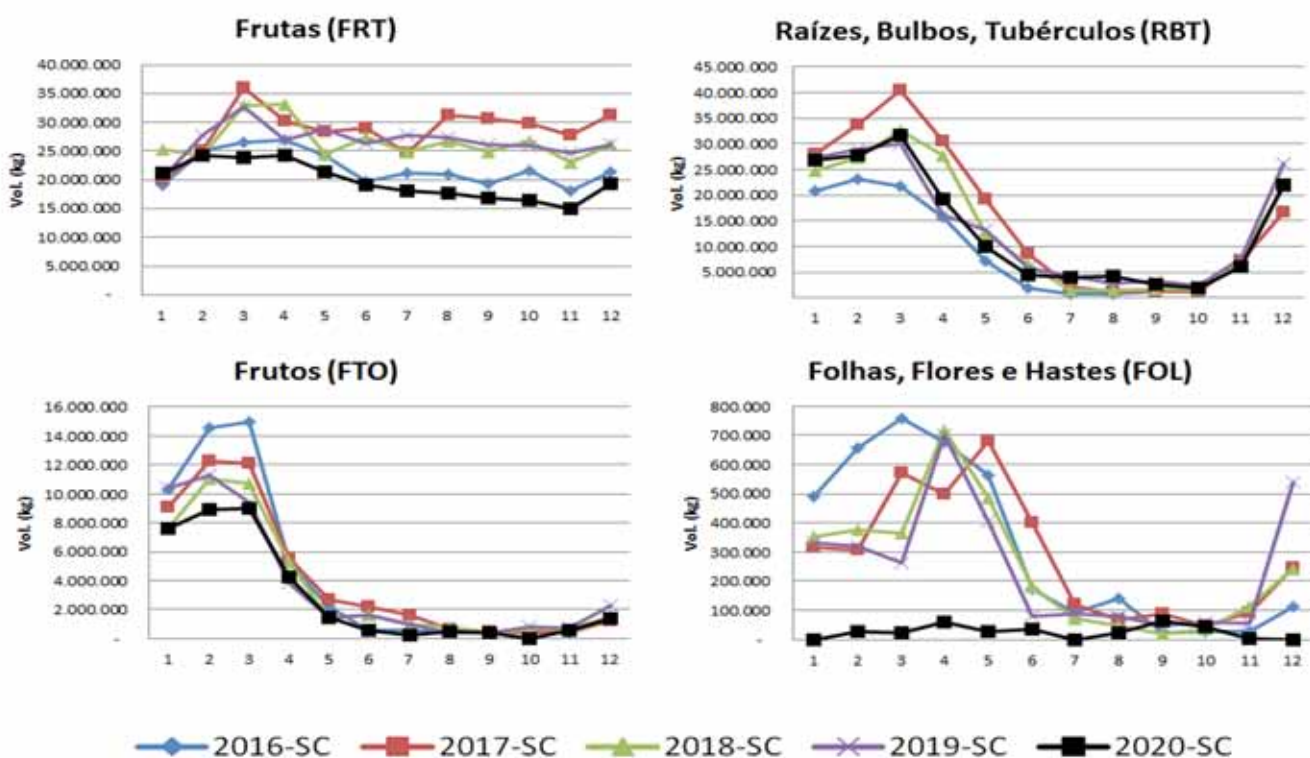 Frutas (FRT)
Vol. (kg)
40.000.000
35.000.000
30.000.000
25.000.000
20.000.000
15.000.000
10.000.000
5.000.000
-
1 2 3 4 5 6 7 8 9 10 11 12
Raízes, Bulbos, Tubérculos (RBT)
Vol. (kg)
45.000.000
40.000.000
35.000.000
30.000.000
25.000.000
20.000.000
15.000.000
10.000.000
5.000.000
1 2 3 4 5 6 7 8 9 10 11 12
Frutos (FTO)
Vol. (kg)
16.000.000
14.000.000
12.000.000
10.000.000
8.000.000
6.000.000
4.000.000
2.000.000
-
1 2 3 4 5 6 7 8 9 10 11 12
Folhas, Flores e Hastes (FOL)
Vol. (kg)
800.000
700.000
600.000
500.000
400.000
300.000
200.000
100.000
-
1 2 3 4 5 6 7 8 9 10 11 12
2016-SC 2017-SC 2018-SC 2019-SC 2020-SC